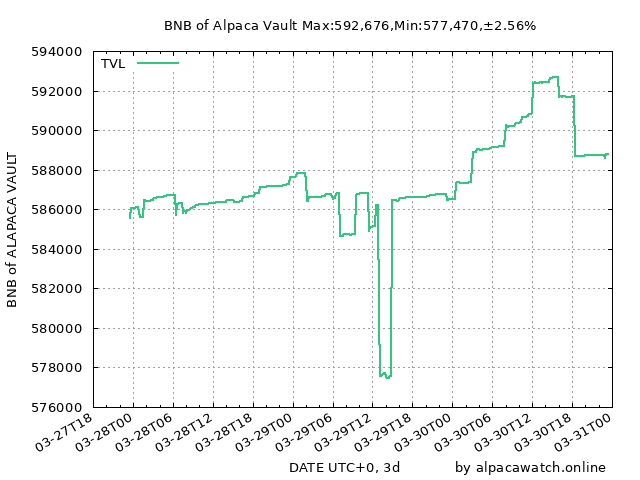 BNB of Alpaca Vault Max:592,676,Min:577,470,±2.56%
TVL
594000
592000
590000
588000
586000
584000
582000
580000
578000
576000
BNB of ALAPACA VAULT
03-27T18
03-28T00
03-28T06
03-28T12
03-28T18
03-29T00
03-29T06
03-29T12
03-29T18
03-30T00
03-30T06
03-30T12
03-30T18
03-31T00
DATE UTC+0, 3d
by alpacawatch.online